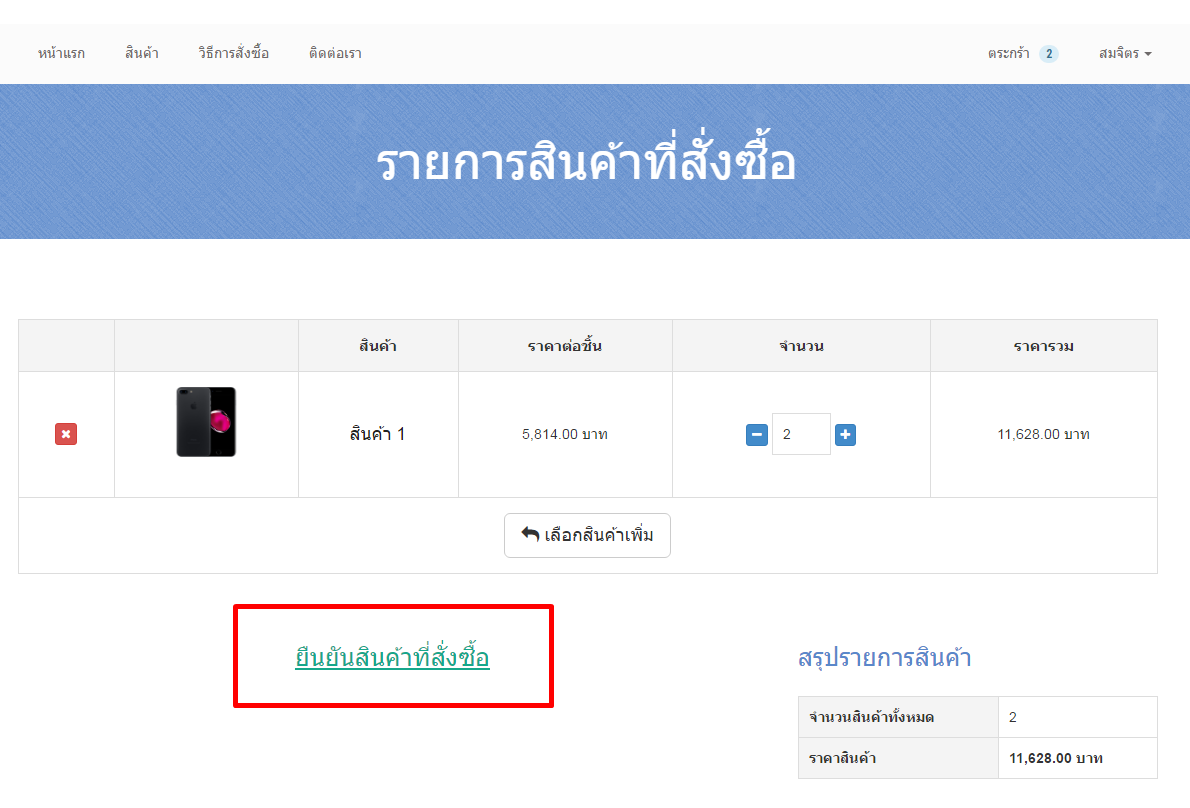 หน้าแรก สินค้า วิธีการสั่งซื้อ ติดต่อเรา ตระกร้า 2 สมจิตร
รายการสินค้าที่สั่งซื้อ
สินค้า ราคาต่อชิ้น จำนวน ราคารวม
สินค้า 1 5,814.00 บาท 2 11,628.00 บาท
เลือกสินค้าเพิ่ม
ยืนยันสินค้าที่สั่งซื้อ
สรุปรายการสินค้า
จำนวนสินค้าทั้งหมด 2
ราคาสินค้า 11,628.00 บาท